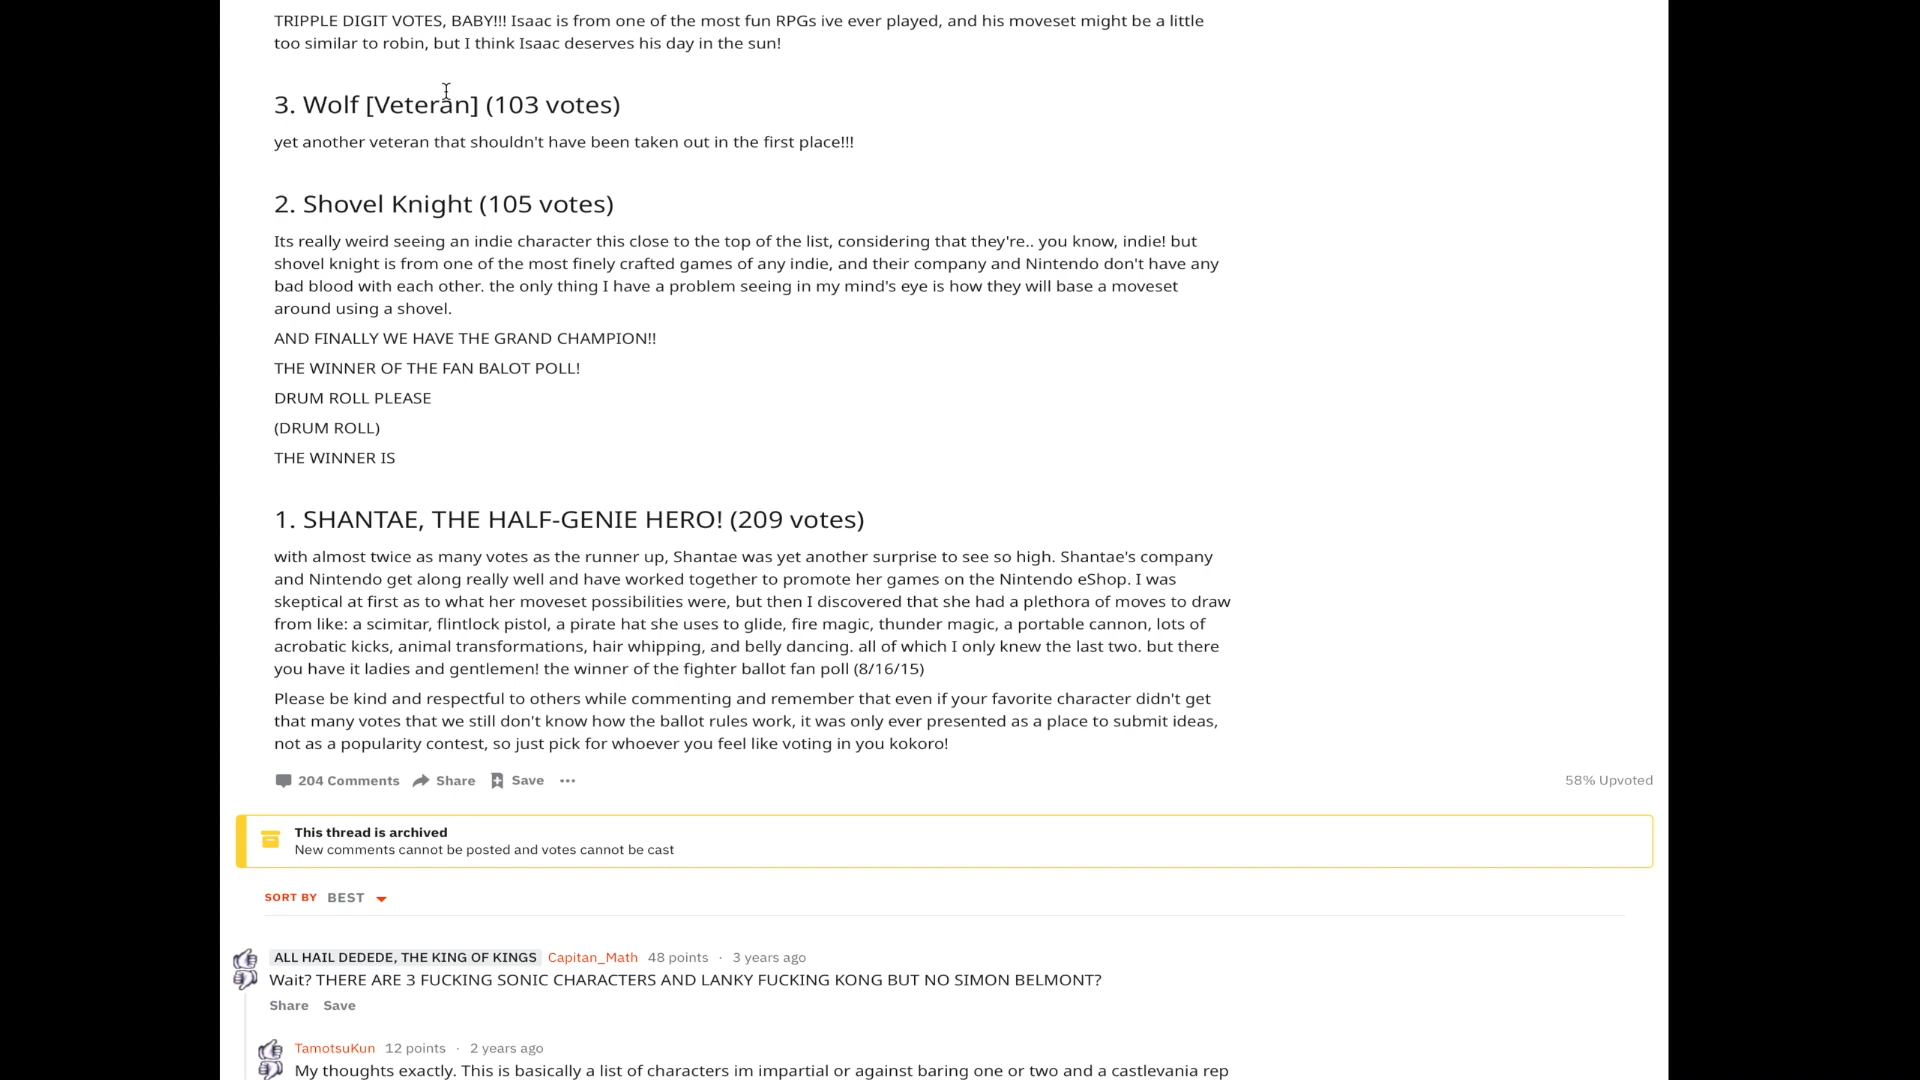 TRIPPLE DIGIT VOTES, BABY!!! Isaac is from one of the most fun RPGs ive ever played, and his moveset might be a little
too similar to robin, but I think Isaac deserves his day in the sun!
3. Wolf [Veteran] (103 votes)
yet another veteran that shouldn't have been taken out in the first place!!!
2. Shovel Knight (105 votes)
Its really weird seeing an indie character this close to the top of the list, considering that they're.. you know, indie! but
shovel knight is from one of the most finely crafted games of any indie, and their company and Nintendo don't have any
bad blood with each other. the only thing I have a problem seeing in my mind's eye is how they will base a moveset
around using a shovel.
AND FINALLY WE HAVE THE GRAND CHAMPION!!
THE WINNER OF THE FAN BALOT POLL!
DRUM ROLL PLEASE
(DRUM ROLL)
THE WINNER IS
1. SHANTAE, THE HALF-GENIE HERO! (209 votes)
with almost twice as many votes as the runner up, Shantae was yet another surprise to see so high. Shantae's company
and Nintendo get along really well and have worked together to promote her games on the Nintendo eShop. I was
skeptical at first as to what her moveset possibilities were, but then I discovered that she had a plethora of moves to draw
from like: a scimitar, flintlock pistol, a pirate hat she uses to glide, fire magic, thunder magic, a portable cannon, lots of
acrobatic kicks, animal transformations, hair whipping, and belly dancing. all of which I only knew the last two. but there
you have it ladies and gentlemen! the winner of the fighter ballot fan poll (8/16/15)
Please be kind and respectful to others while commenting and remember that even if your favorite character didn't get
that many votes that we still don't know how the ballot rules work, it was only ever presented as a place to submit ideas,
not as a popularity contest, so just pick for whoever you feel like voting in you kokoro!
204 Comments Share Save ••• 58% Upvoted
This thread is archived
New comments cannot be posted and votes cannot be cast
SORT BY BEST
ALL HAIL DEDEDE, THE KING OF KINGS Capitan_Math 48 points · 3 years ago
Wait? THERE ARE 3 FUCKING SONIC CHARACTERS AND LANKY FUCKING KONG BUT NO SIMON BELMONT?
Share Save
TamotsuKun 12 points · 2 years ago
My thoughts exactly. This is basically a list of characters im impartial or against baring one or two and a castlevania rep